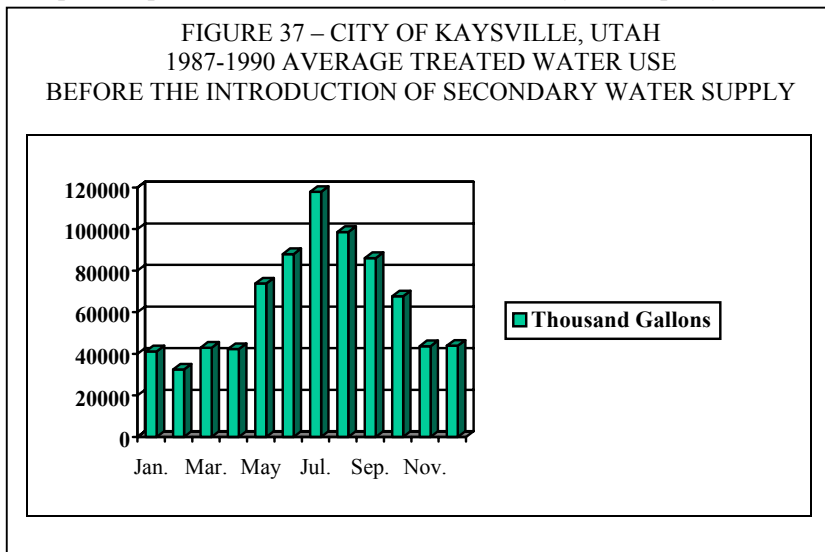 FIGURE 37 – CITY OF KAYSVILLE, UTAH
1987-1990 AVERAGE TREATED WATER USE
BEFORE THE INTRODUCTION OF SECONDARY WATER SUPPLY
120000
100000
80000
60000
40000
20000
0
Jan. Mar. May Jul. Sep. Nov.
Thousand Gallons